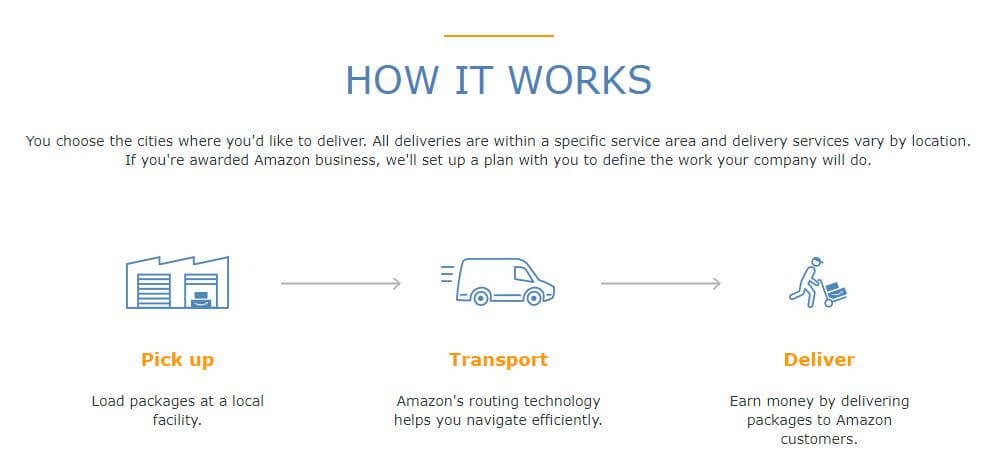 HOW IT WORKS
You choose the cities where you'd like to deliver. All deliveries are within a specific service area and delivery services vary by location.
If you're awarded Amazon business, we'll set up a plan with you to define the work your company will do.
Pick up
Load packages at a local
facility.
Transport
Amazon's routing technology
helps you navigate efficiently.
Deliver
Earn money by delivering
packages to Amazon
customers.